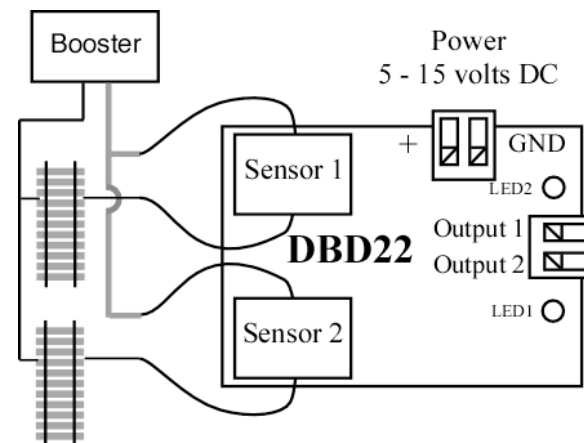 Booster
Power
5 - 15 volts DC
+
GND
Sensor 1
LED2
Output 1
DBD22
Output 2
LED1
Sensor 2